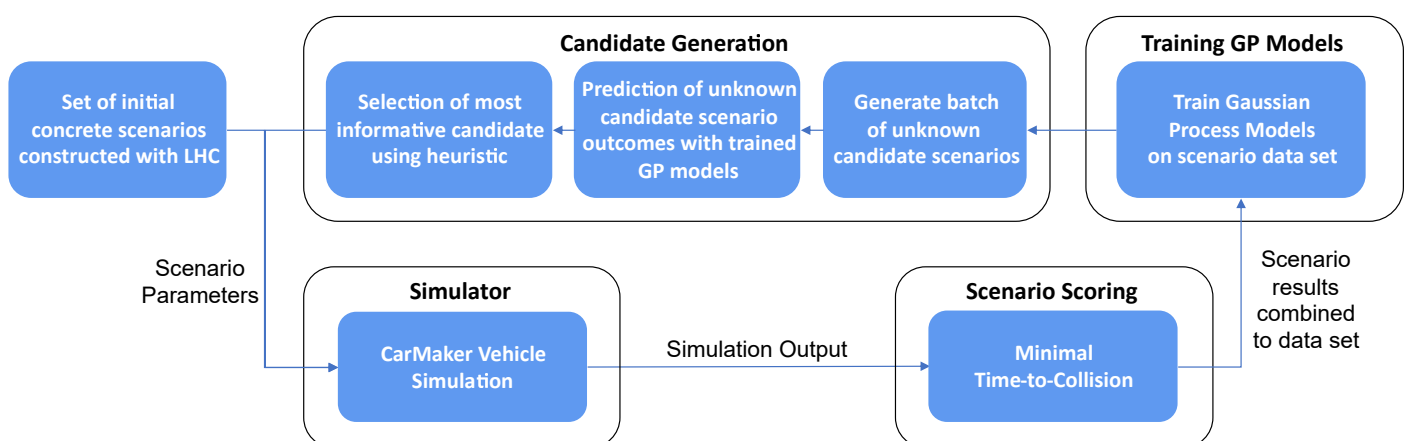 Candidate Generation
Training GP Models
Set of initial
concrete scenarios
constructed with LHC
Selection of most
informative candidate
using heuristic
Prediction of unknown
candidate scenario
outcomes with trained
GP models
Generate batch
of unknown
candidate scenarios
Train Gaussian
Process Models
on scenario data set
Scenario
Parameters
Simulator
CarMaker Vehicle
Simulation
Simulation Output
Scenario Scoring
Minimal
Time-to-Collision
Scenario
results
combined
to data set